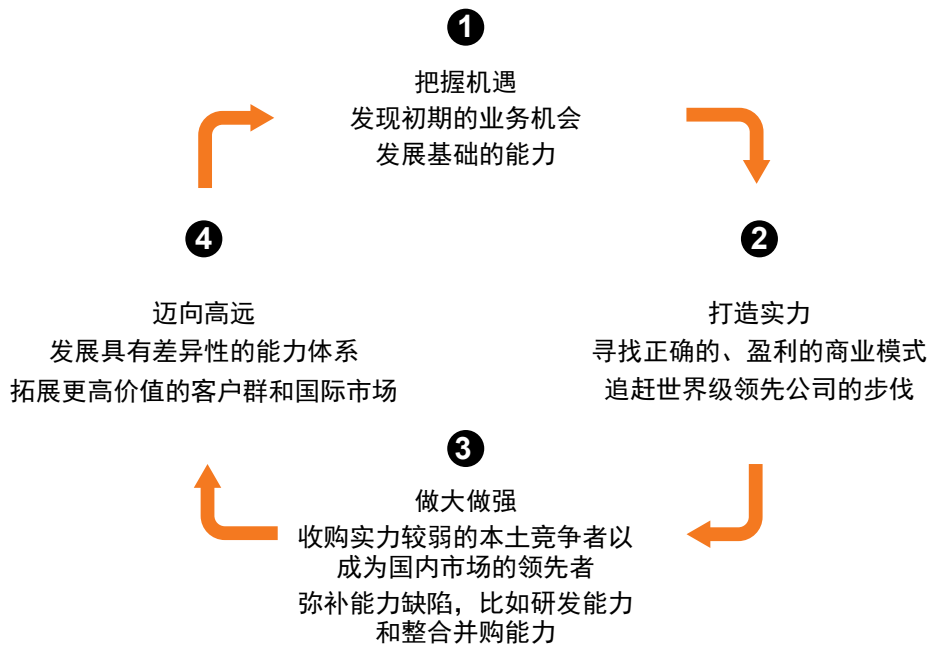 1
把握机遇
发现初期的业务机会
发展基础的能力
2
打造实力
寻找正确的、盈利的商业模式
追赶世界级领先公司的步伐
3
做大做强
收购实力较弱的本土竞争者以
成为国内市场的领先者
弥补能力缺陷，比如研发能力
和整合并购能力
4
迈向高远
发展具有差异性的能力体系
拓展更高价值的客户群和国际市场